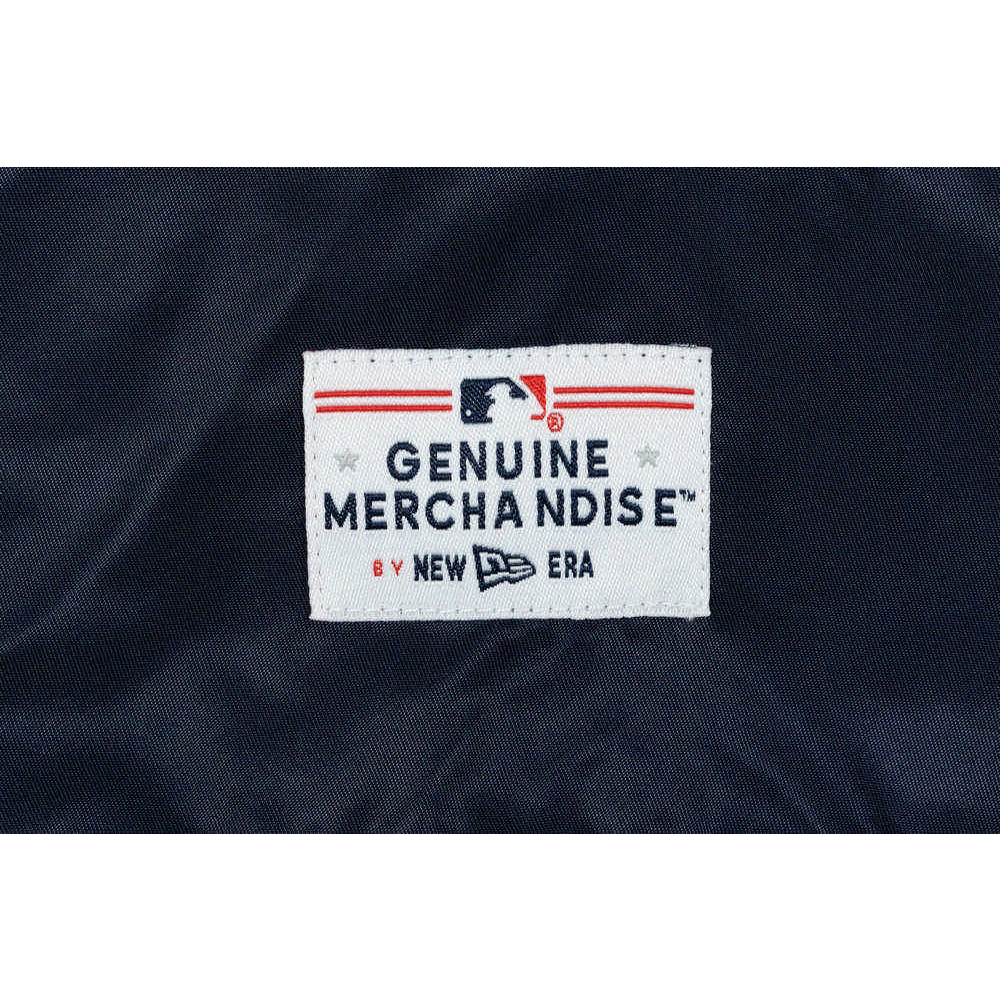 ®
GENUINE
MERCHANDISE™
BY NEW ERA